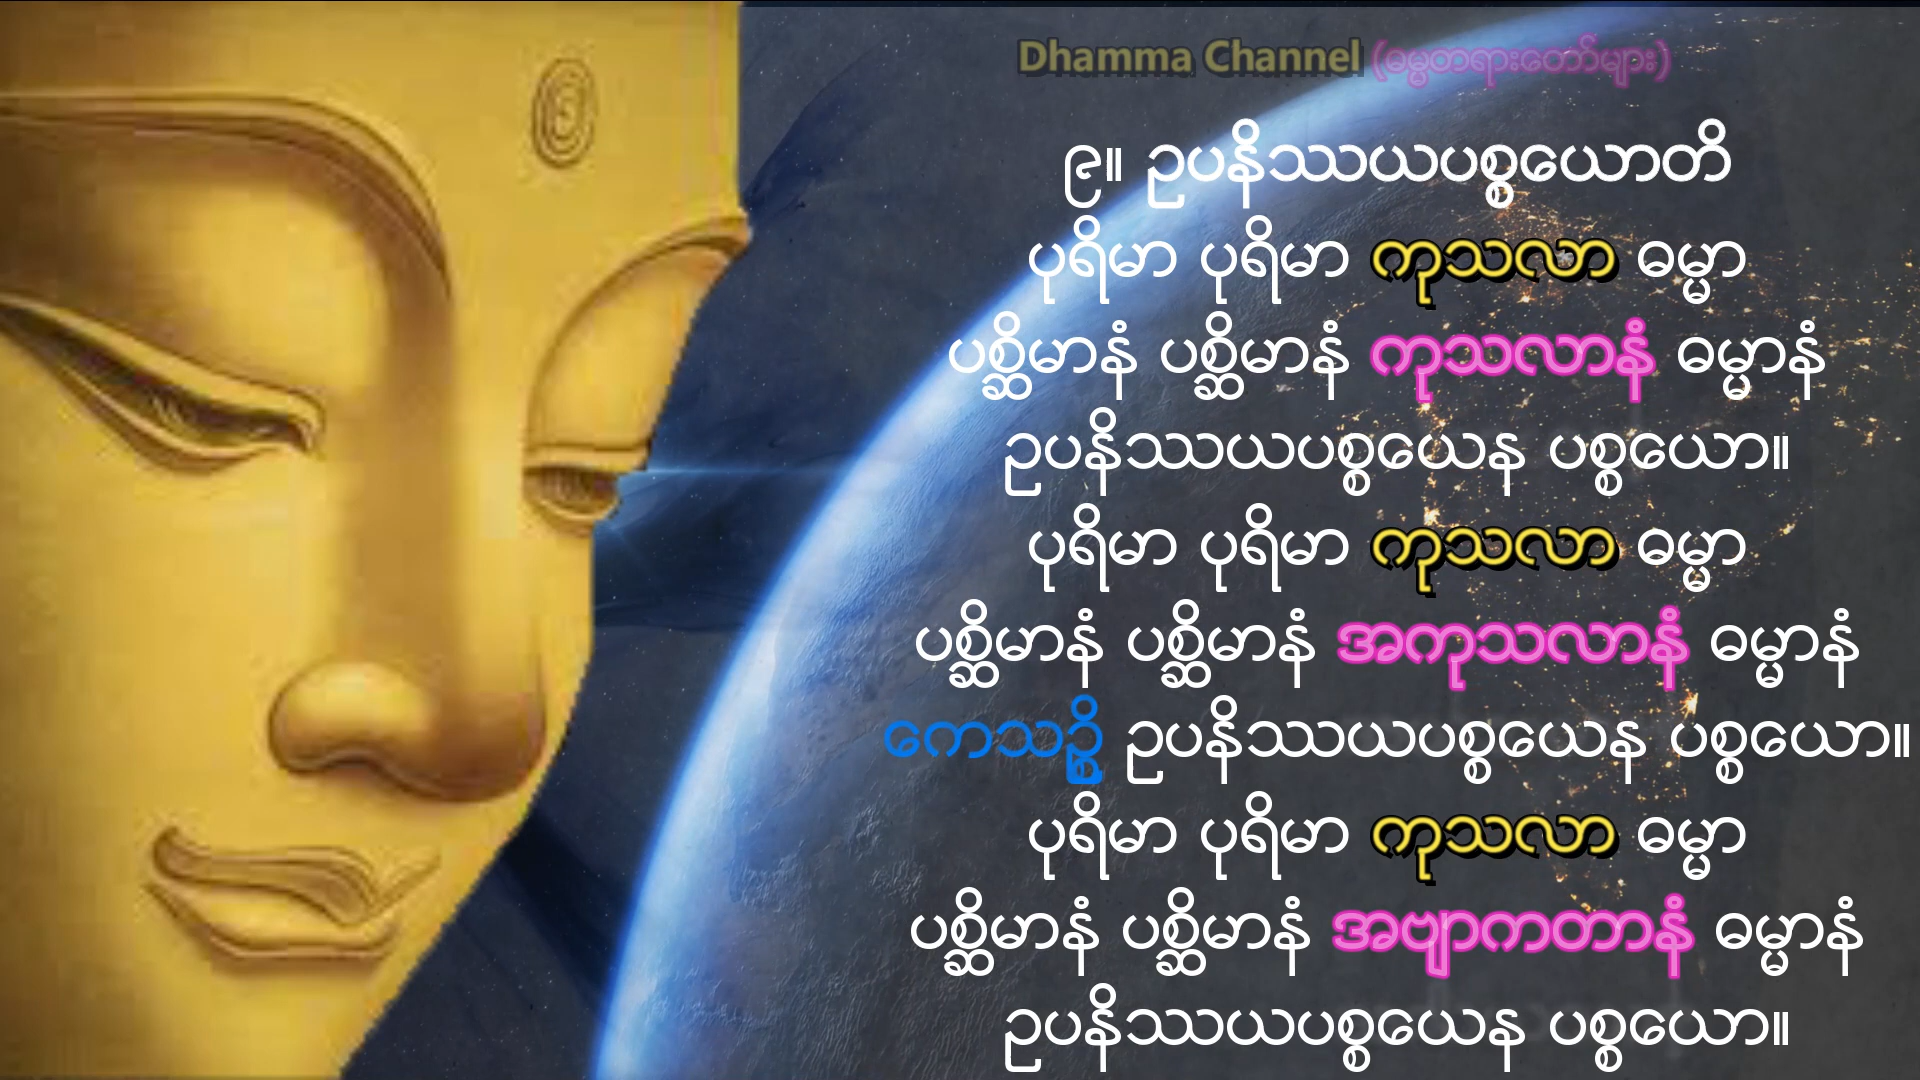 Dhamma Channel (ဓမ္မတရားတော်များ)
၉။ ဥပနိဿယပစ္စယောတိ
ပုရိမာ ပုရိမာ ကုသလာ ဓမ္မာ
ပစ္ဆိမာနံ ပစ္ဆိမာနံ ကုသလာနံ ဓမ္မာနံ
ဥပနိဿယပစ္စယေန ပစ္စယော။
ပုရိမာ ပုရိမာ ကုသလာ ဓမ္မာ
ပစ္ဆိမာနံ ပစ္ဆိမာနံ အကုသလာနံ ဓမ္မာနံ
ကေသဉ္စိ ဥပနိဿယပစ္စယေန ပစ္စယော။
ပုရိမာ ပုရိမာ ကုသလာ ဓမ္မာ
ပစ္ဆိမာနံ ပစ္ဆိမာနံ အဗျာကတာနံ ဓမ္မာနံ
ဥပနိဿယပစ္စယေန ပစ္စယော။